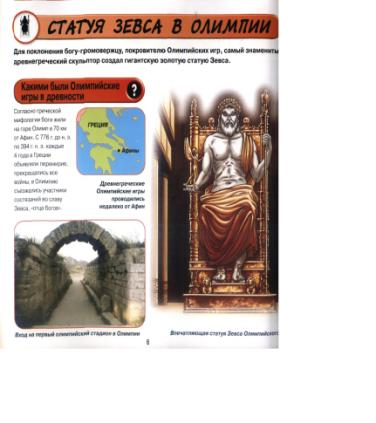 СТАТУЯ ЗЕВСА В ОЛИМПИИ
Для поклонения богу-громовержцу, покровителю Олимпийских игр, самый знамениты
древнегреческий скульптор создал гигантскую золотую статую Зевса.
Какими были Олимпийские
игры в древности
?
Согласно греческой
мифологии боги жили
на горе Олимп в 70 км
от Афин. С 776 г. до н. э.
по 394 г. н. э. каждые
4 года в Греции
объявляли перемирие,
прекращались все
войны, в Олимпию
съезжались участники
состязаний во славу
Зевса, «отца богов».
ГРЕЦИЯ
Афины
Древнегреческие
Олимпийские игры
проводились
недалеко от Афин
Вход на первый олимпийский стадион в Олимпии
Впечатляющая статуя Зевса Олимпийского
6